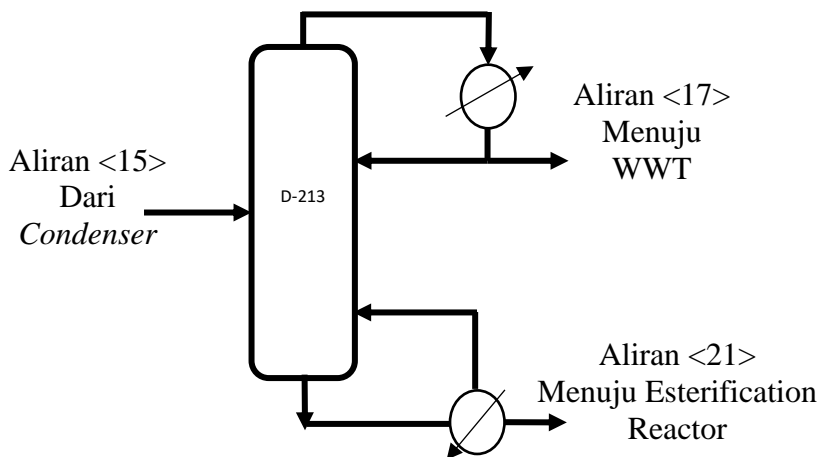 Aliran <15>
Dari
Condenser
D-213
Aliran <17>
Menuju
WWT
Aliran <21>
Menuju Esterification
Reactor